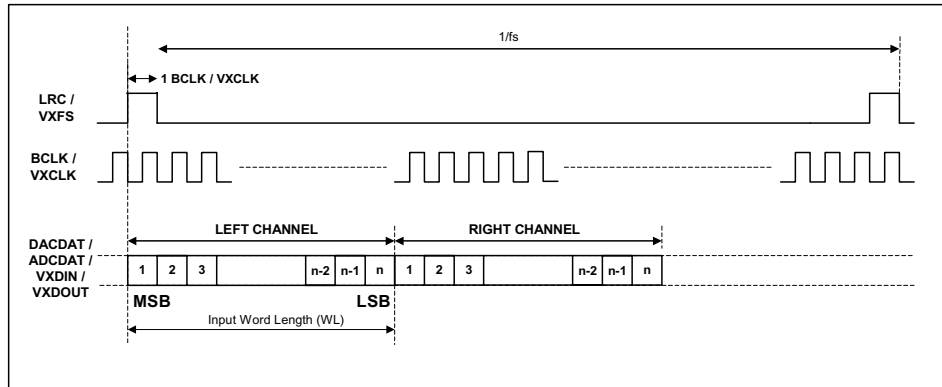 1/fs
1 BCLK / VXCLK
LRC /
VXFS
BCLK /
VXCLK
LEFT CHANNEL
RIGHT CHANNEL
DACDAT /
ADCDAT /
VXDIN /
VXDOUT
1 2 3 n-2 n-1 n 1 2 3 n-2 n-1 n
MSB LSB
Input Word Length (WL)